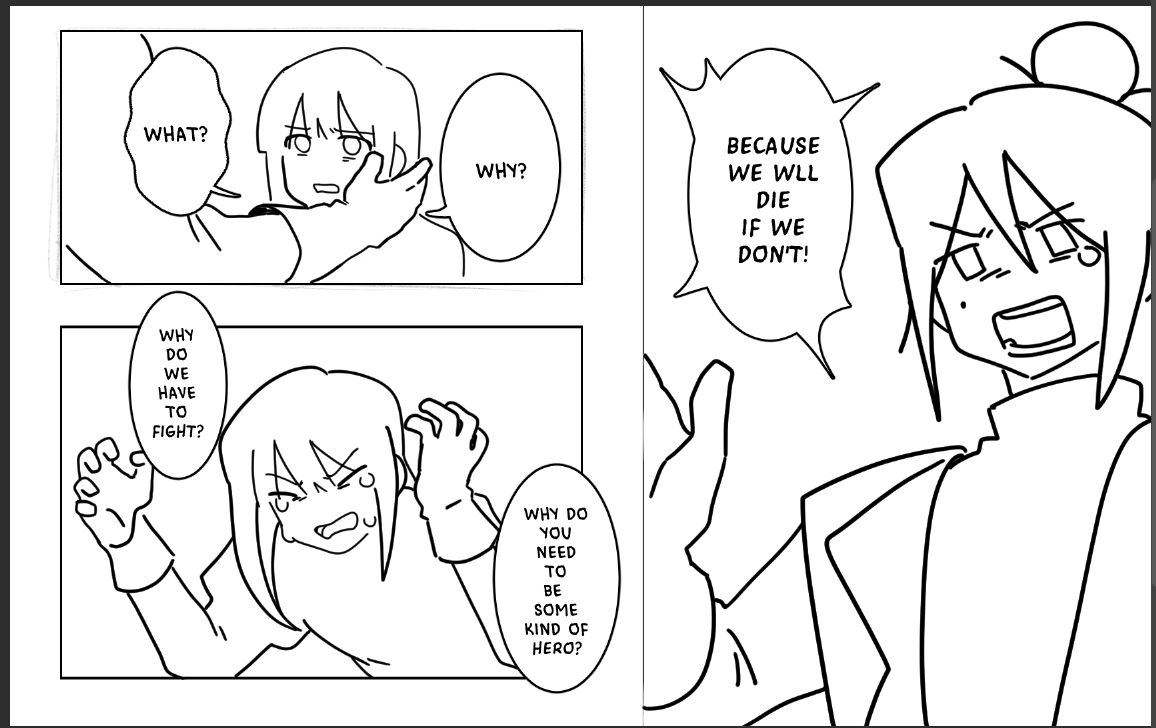 WHAT?
WHY?
WHY
DO
WE
HAVE
TO
FIGHT?
WHY DO
YOU
NEED
TO
BE
SOME
KIND OF
HERO?
BECAUSE
WE WLL
DIE
IF WE
DON'T!